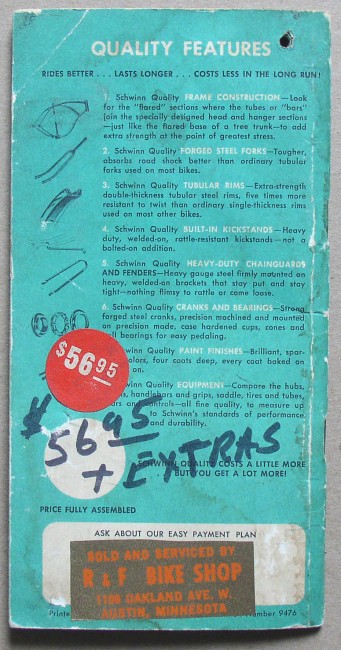 QUALITY FEATURES
RIDES BETTER . . . LASTS LONGER . . . COSTS LESS IN THE LONG RUN!
1. Schwinn Quality FRAME CONSTRUCTION—Look
for the "flared" sections where the tubes or "bars"
join the specially designed head and hanger sections
—just like the flared base of a tree trunk—to add
extra strength at the point of greatest stress.
2. Schwinn Quality FORGED STEEL FORKS—Tougher,
absorbs road shock better than ordinary tubular
forks used on most bikes.
3. Schwinn Quality TUBULAR RIMS—Extra-strength
double-thickness tubular steel rims, five times more
resistant to twist than ordinary single-thickness rims
used on most other bikes.
4. Schwinn Quality BUILT-IN KICKSTANDS—Heavy
duty, welded-on, rattle-resistant kickstands—not a
bolted-on addition.
5. Schwinn Quality HEAVY-DUTY CHAINGUARDS
AND FENDERS—Heavy gauge steel firmly mounted on
heavy, welded-on brackets that stay put and stay
tight—nothing flimsy to rattle or come loose.
6. Schwinn Quality CRANKS AND BEARINGS—Strong
forged steel cranks, precision machined and mounted
on precision made, case hardened cups, cones and
ball bearings for easy pedaling.
$56.95
Quality PAINT FINISHES—Brilliant, spar-
colors, four coats deep, every coat baked on
Quality EQUIPMENT—Compare the hubs,
handlebars and grips, saddle, tires and tubes,
controls—all fine quality, to measure up
to Schwinn's standards of performance
and durability.
$ 56 95
+ EXTRAS
SCHWINN QUALITY COSTS A LITTLE MORE
BUT YOU GET A LOT MORE!
PRICE FULLY ASSEMBLED
ASK ABOUT OUR EASY PAYMENT PLAN
SOLD AND SERVICED BY
R & F BIKE SHOP
1108 OAKLAND AVE. W.
AUSTIN, MINNESOTA
Number 9476